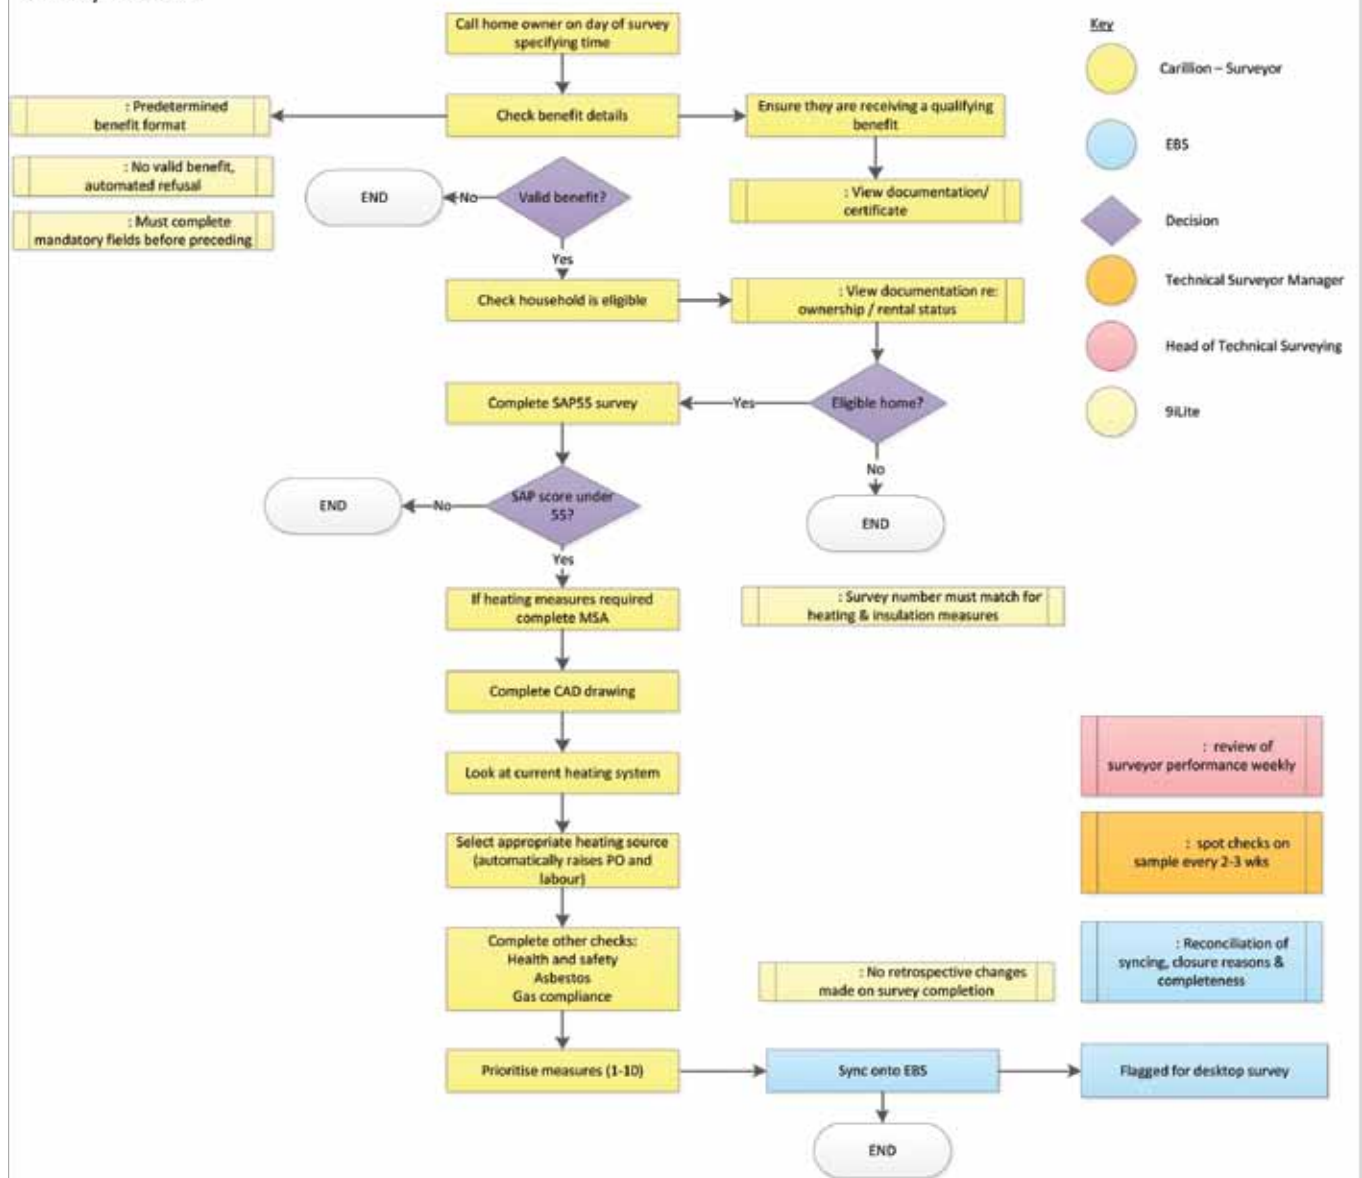 Call home owner on day of survey
specifying time
Key
Carillion – Surveyor
: Predetermined
benefit format
Check benefit details
Ensure they are receiving a qualifying
benefit
EBS
: No valid benefit,
automated refusal
END
No
Valid benefit?
: View documentation/
certificate
: Must complete
mandatory fields before preceding
Decision
Yes
Check household is eligible
: View documentation re:
ownership / rental status
Technical Surveyor Manager
Head of Technical Surveying
Complete SAP55 survey
Yes
Eligible home?
9iLite
No
END
No
SAP score under
55?
END
Yes
If heating measures required
complete MSA
: Survey number must match for
heating & insulation measures
Complete CAD drawing
: review of
surveyor performance weekly
Look at current heating system
Select appropriate heating source
(automatically raises PO and
labour)
: spot checks on
sample every 2-3 wks
Complete other checks:
Health and safety
Asbestos
Gas compliance
: No retrospective changes
made on survey completion
: Reconciliation of
syncing, closure reasons &
completeness
Prioritise measures (1-10)
Sync onto EBS
Flagged for desktop survey
END